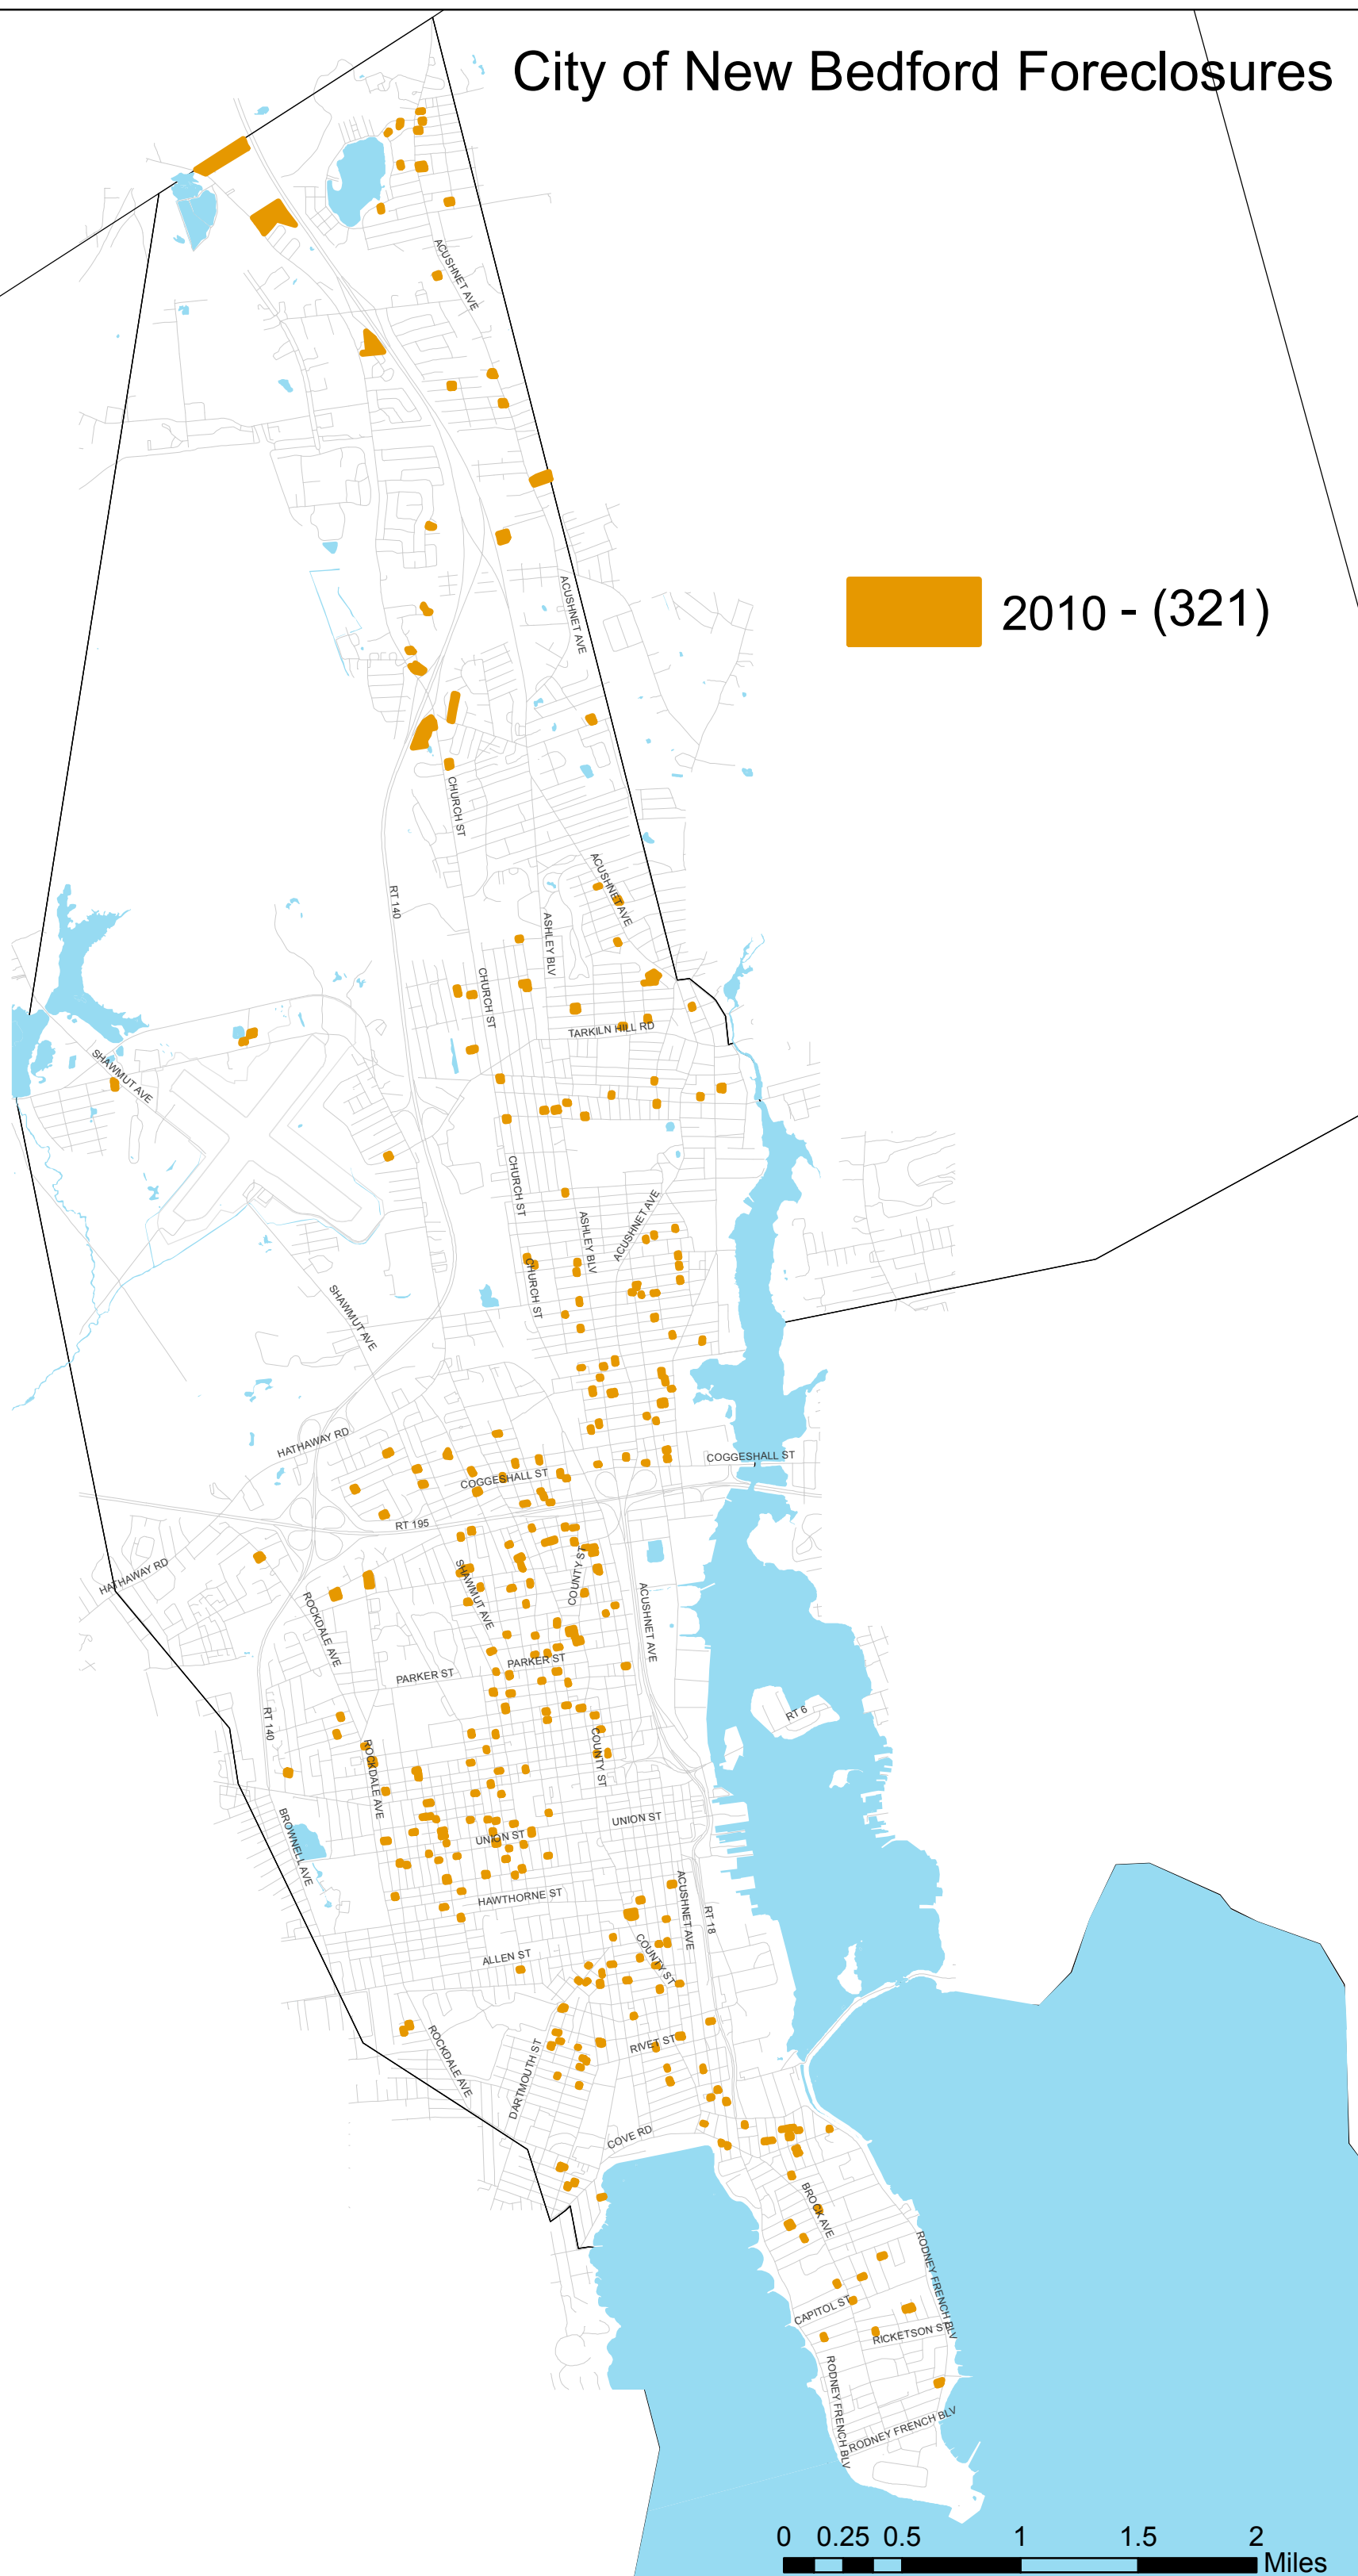 City of New Bedford Foreclosures
ACUSHNET AVE
2010 - (321)
ACUSHNET AVE
CHURCH ST
ACUSHNET AVE
RT 140
ASHLEY BLV
CHURCH ST
TARKILN HILL RD
SHAWMUT AVE
CHURCH ST
ACUSHNET AVE
ASHLEY BLV
CHURCH ST
SHAWMUT AVE
HATHAWAY RD
COGGESHALL ST
COGGESHALL ST
RT 195
HATHAWAY RD
SHAWMUT AVE
COUNTY ST
ACUSHNET AVE
ROCKDALE AVE
PARKER ST
PARKER ST
RT 6
RT 140
COUNTY ST
ROCKDALE AVE
BROWNELL AVE
UNION ST
UNION ST
HAWTHORNE ST
ACUSHNET AVE
RT 18
COUNTY ST
ALLEN ST
ROCKDALE AVE
DARTMOUTH ST
RIVET ST
COVE RD
BROCK AVE
RODNEY FRENCH BLV
CAPITOL ST
RICKETSON ST
RODNEY FRENCH BLV
RODNEY FRENCH BLV
0 0.25 0.5 1 1.5 2
Miles